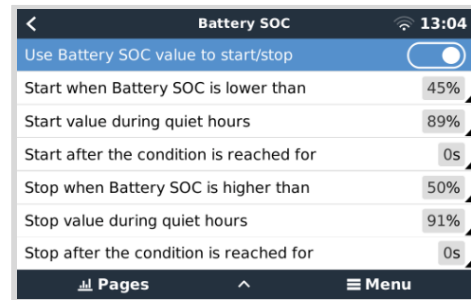 Battery SOC 13:04
Use Battery SOC value to start/stop
Start when Battery SOC is lower than 45%
Start value during quiet hours 89%
Start after the condition is reached for 0s
Stop when Battery SOC is higher than 50%
Stop value during quiet hours 91%
Stop after the condition is reached for 0s
Pages Menu